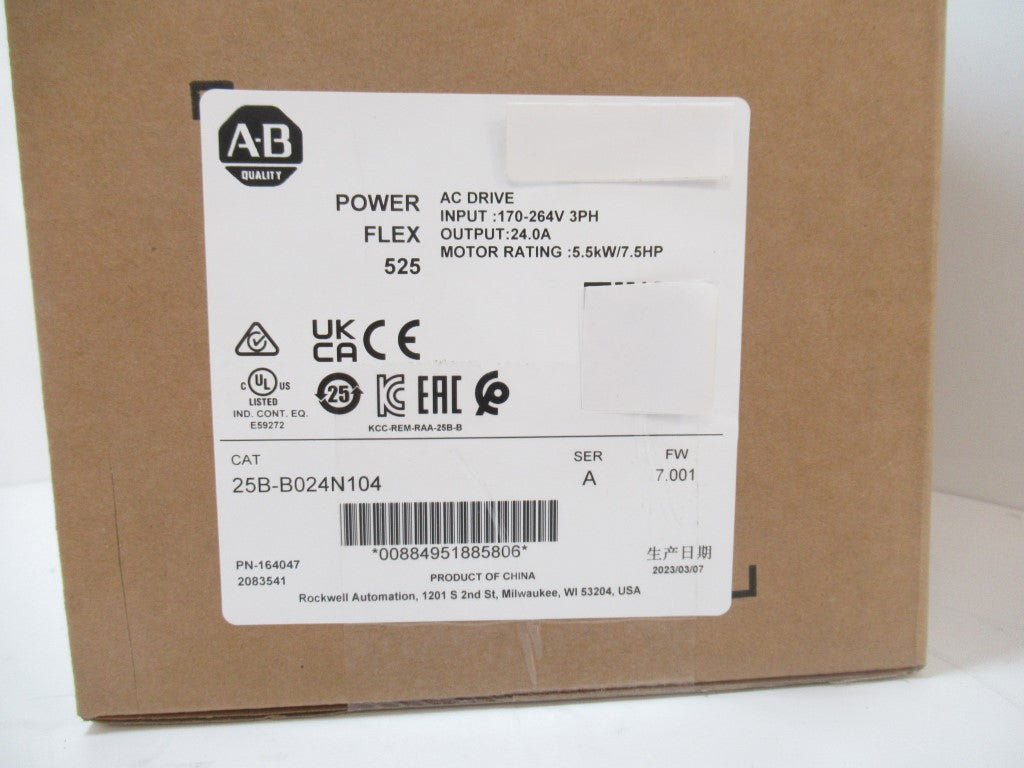 A-B
QUALITY
POWER
FLEX
525
AC DRIVE
INPUT :170-264V 3PH
OUTPUT:24.0A
MOTOR RATING :5.5kW/7.5HP
UK
CA CE
C UL US
LISTED
IND. CONT. EQ.
E59272
25
KC
EAC
KCC-REM-RAA-25B-B
CAT
25B-B024N104
SER
A
FW
7.001
*00884951885806*
PN-164047
2083541
生产日期
2023/03/07
PRODUCT OF CHINA
Rockwell Automation, 1201 S 2nd St, Milwaukee, WI 53204, USA